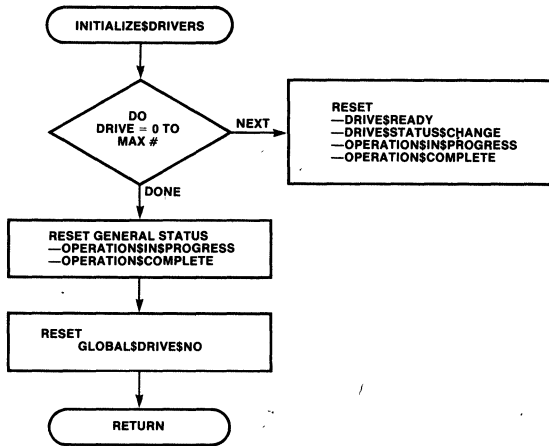 INITIALIZE$DRIVERS
DO
DRIVE = 0 TO
MAX #
NEXT
RESET
—DRIVE$READY
—DRIVE$STATUS$CHANGE
—OPERATION$IN$PROGRESS
—OPERATION$COMPLETE
DONE
RESET GENERAL STATUS
—OPERATION$IN$PROGRESS
—OPERATION$COMPLETE
RESET
GLOBAL$DRIVE$NO
RETURN